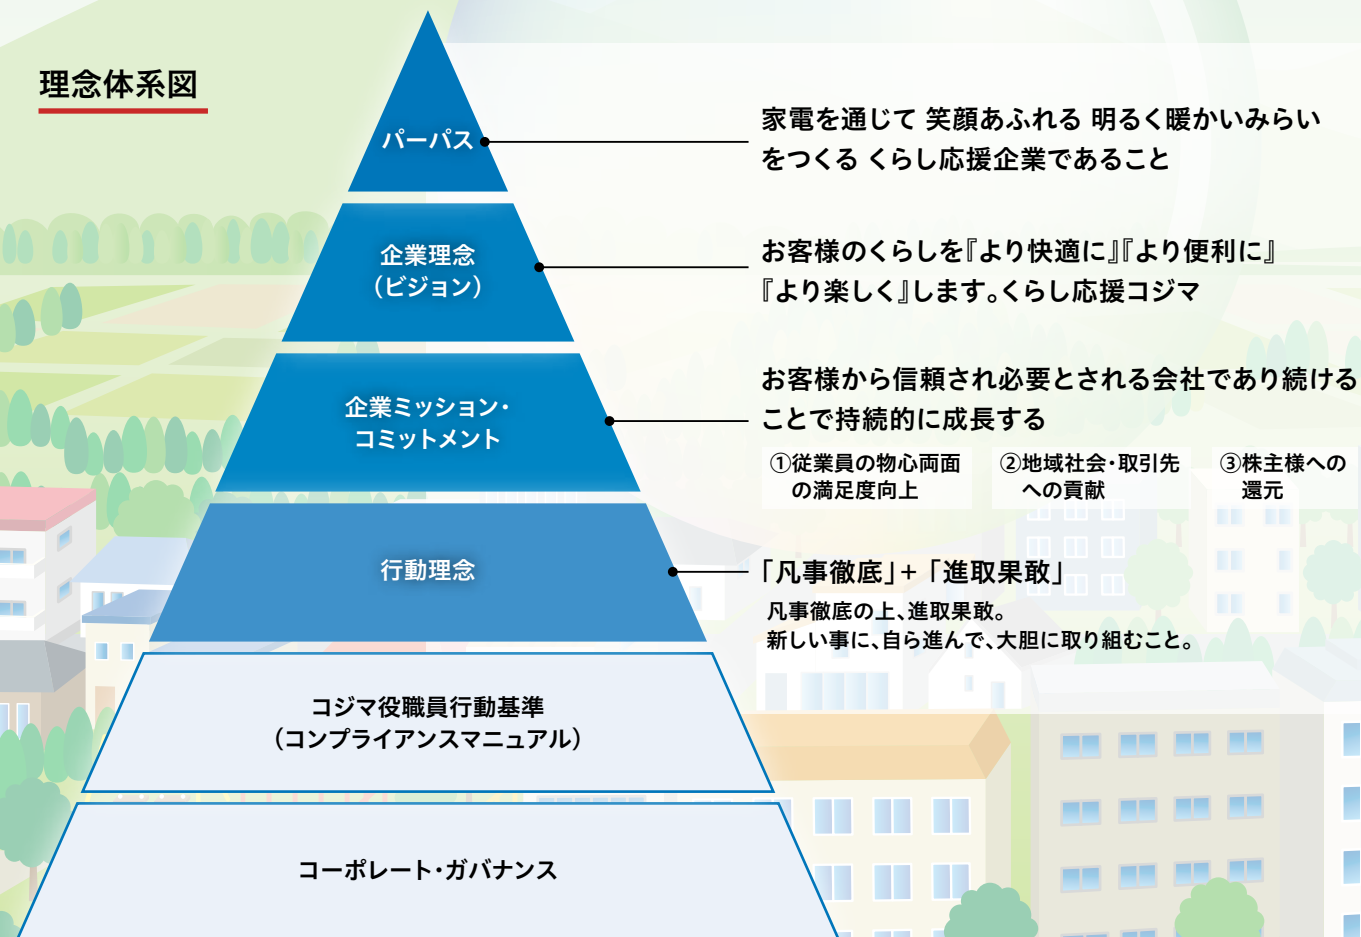 理念体系図
パーパス
家電を通じて 笑顔あふれる 明るく暖かいみらい
をつくる くらし応援企業であること
企業理念
（ビジョン）
お客様のくらしを『より快適に』『より便利に』
『より楽しく』します。くらし応援コジマ
企業ミッション・
コミットメント
お客様から信頼され必要とされる会社であり続ける
ことで持続的に成長する
①従業員の物心両面
の満足度向上
②地域社会・取引先
への貢献
③株主様への
還元
行動理念
「凡事徹底」+「進取果敢」
凡事徹底の上、進取果敢。
新しい事に、自ら進んで、大胆に取り組むこと。
コジマ役職員行動基準
（コンプライアンスマニュアル）
コーポレート・ガバナンス